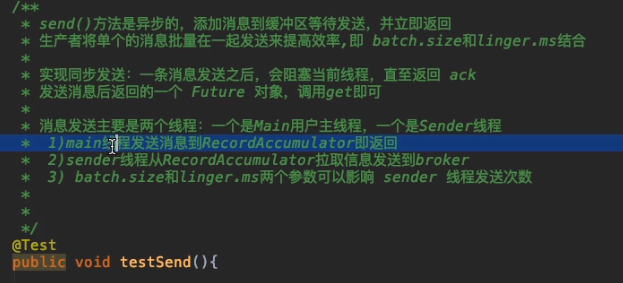 /**
* send()方法是异步的，添加消息到缓冲区等待发送，并立即返回
* 生产者将单个的消息批量在一起发送来提高效率,即 batch.size和linger.ms结合
*
* 实现同步发送：一条消息发送之后，会阻塞当前线程，直至返回 ack
* 发送消息后返回的一个 Future 对象，调用get即可
*
* 消息发送主要是两个线程：一个是Main用户主线程，一个是Sender线程
* 1)main线程发送消息到RecordAccumulator即返回
* 2)sender线程从RecordAccumulator拉取信息发送到broker
* 3) batch.size和linger.ms两个参数可以影响 sender 线程发送次数
*
*
*/
@Test
public void testSend(){